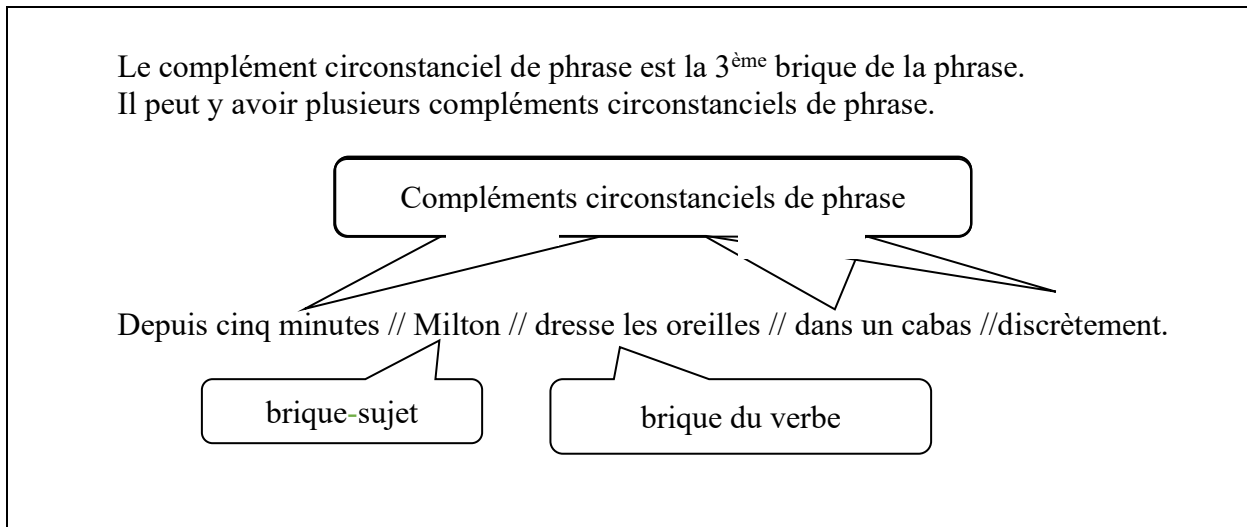 Le complément circonstanciel de phrase est la 3ème brique de la phrase.
Il peut y avoir plusieurs compléments circonstanciels de phrase.
Compléments circonstanciels de phrase
Depuis cinq minutes // Milton // dresse les oreilles // dans un cabas //discrètement.
brique-sujet
brique du verbe